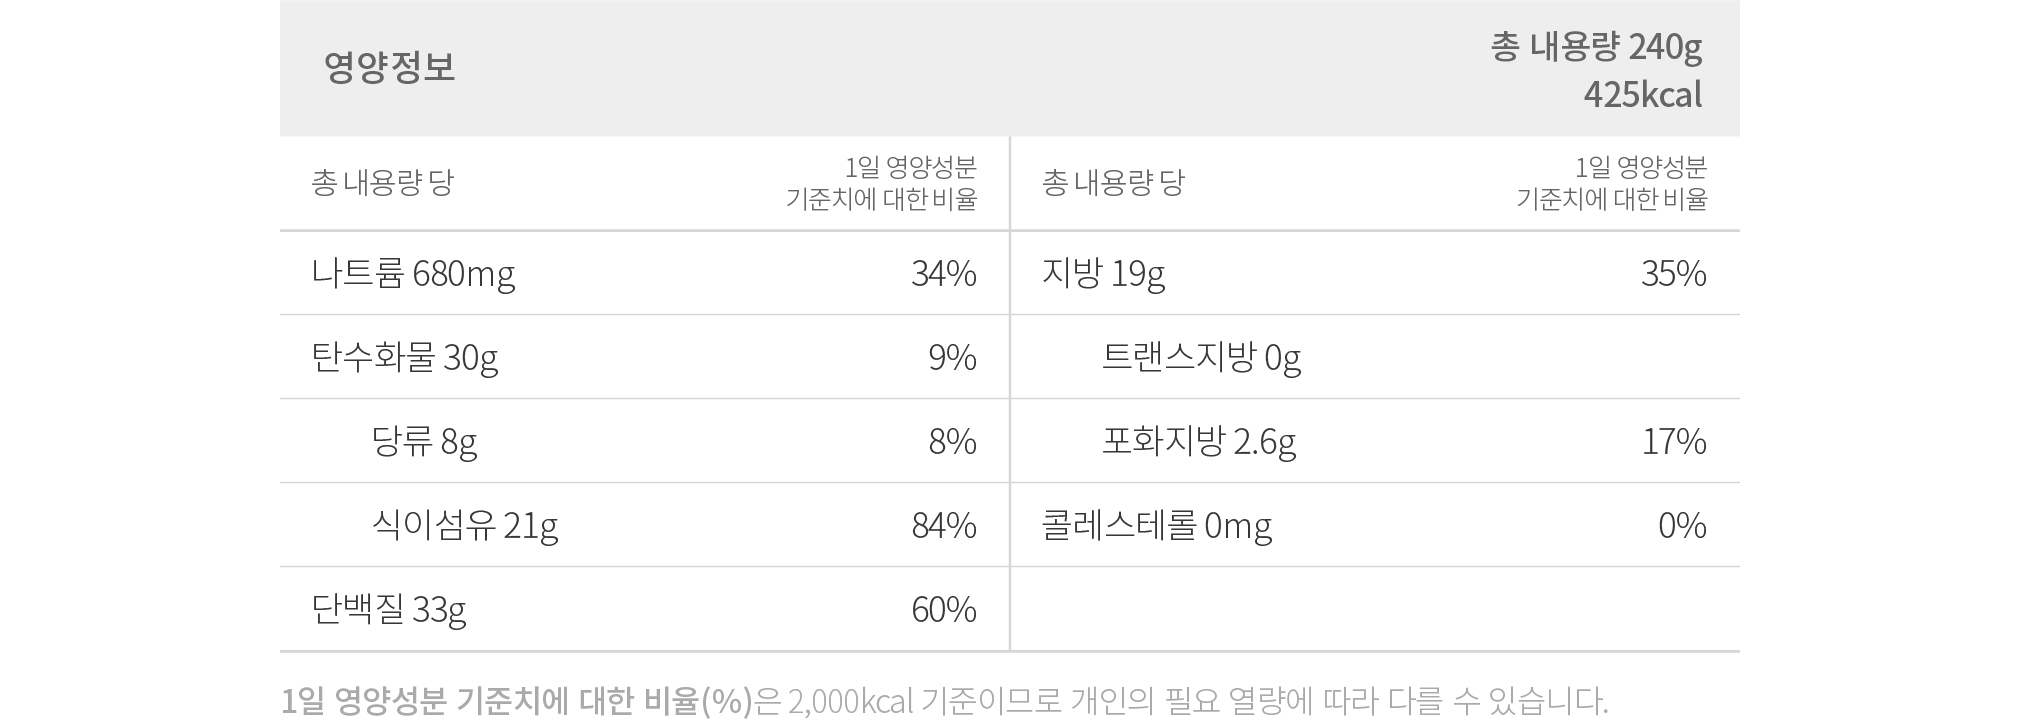 영양정보
총 내용량 240g
425kcal
총 내용량 당
1일 영양성분
기준치에 대한 비율
총 내용량 당
1일 영양성분
기준치에 대한 비율
나트륨 680mg 34% 지방 19g 35%
탄수화물 30g 9% 트랜스지방 0g
당류 8g 8% 포화지방 2.6g 17%
식이섬유 21g 84% 콜레스테롤 0mg 0%
단백질 33g 60%
1일 영양성분 기준치에 대한 비율(%)은 2,000kcal 기준이므로 개인의 필요 열량에 따라 다를 수 있습니다.